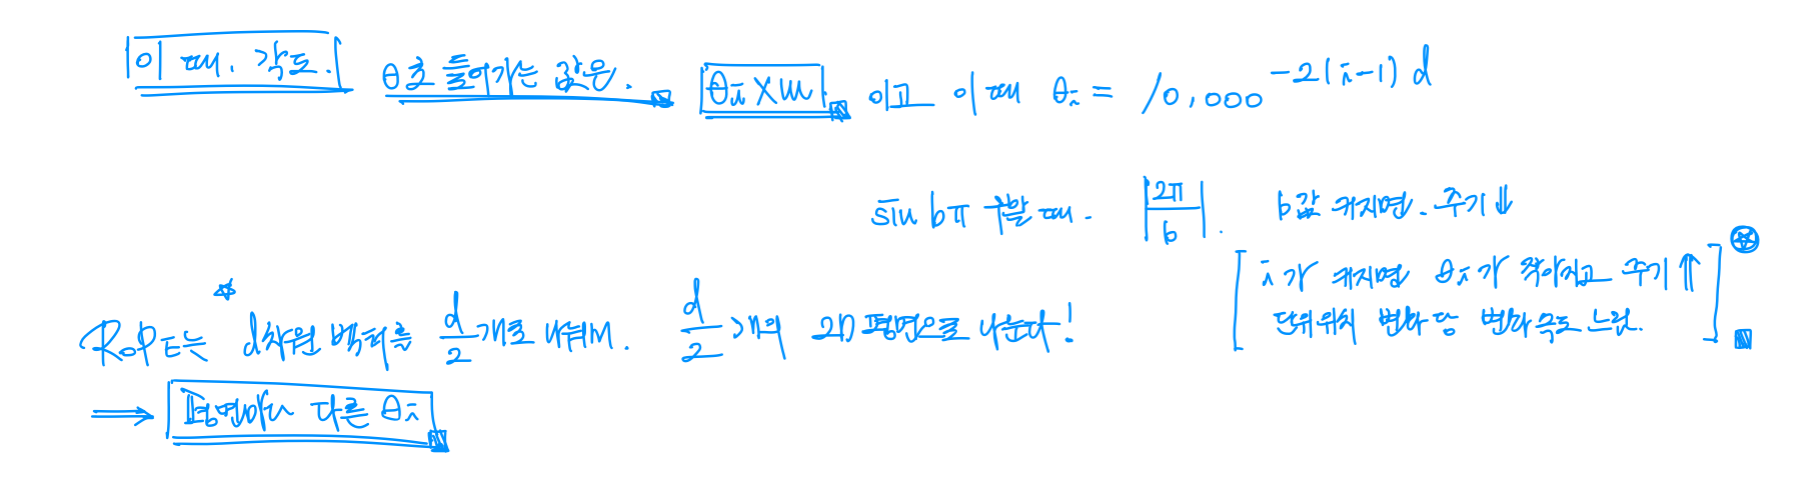 이 때, 각도. θ로 들어가는 값은. θi × m. 이고 이 때 θi = 10,000^-2(i-1) d
sin bπ 구할 때. |2π/b|. b값 커지면. 주기↓
[ i가 커지면 θi가 작아지고 주기↑
단위위치 변화 당 변화 속도 느림. ]
RoPE는 d차원 벡터를 d/2개로 나눠서. d/2개의 2D 평면으로 나눈다!
⇒ 평면마다 다른 θi